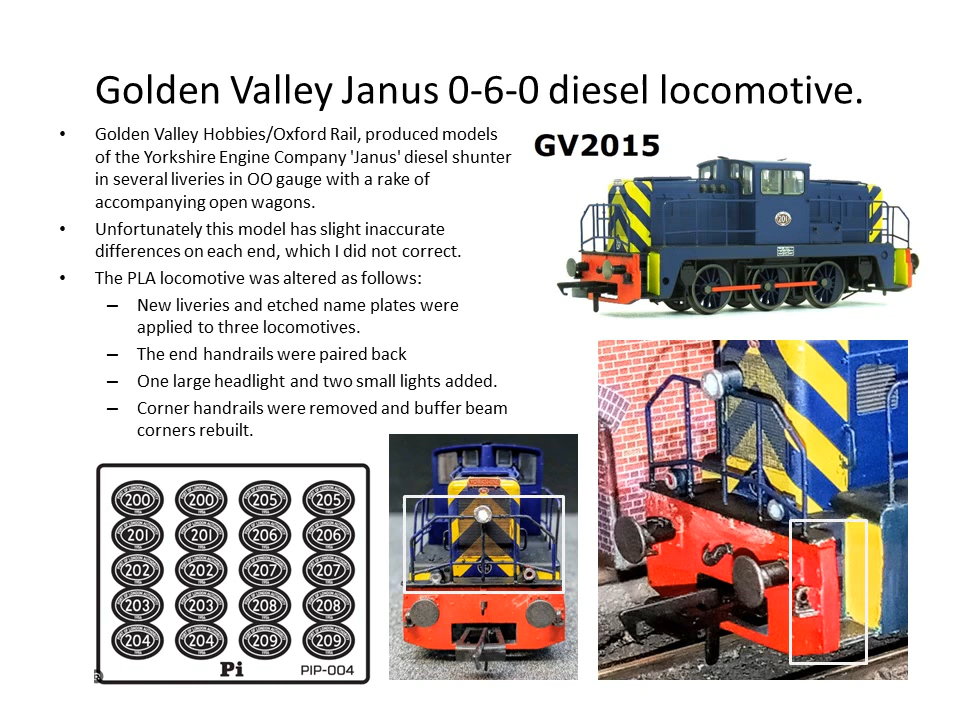 Golden Valley Janus 0-6-0 diesel locomotive.
• Golden Valley Hobbies/Oxford Rail, produced models
of the Yorkshire Engine Company 'Janus' diesel shunter
in several liveries in OO gauge with a rake of
accompanying open wagons.
• Unfortunately this model has slight inaccurate
differences on each end, which I did not correct.
• The PLA locomotive was altered as follows:
– New liveries and etched name plates were
applied to three locomotives.
– The end handrails were paired back
– One large headlight and two small lights added.
– Corner handrails were removed and buffer beam
corners rebuilt.
GV2015
201
200 200 205 205
201 201 206 206
202 202 207 207
203 203 208 208
204 204 209 209
Pi PIP-004